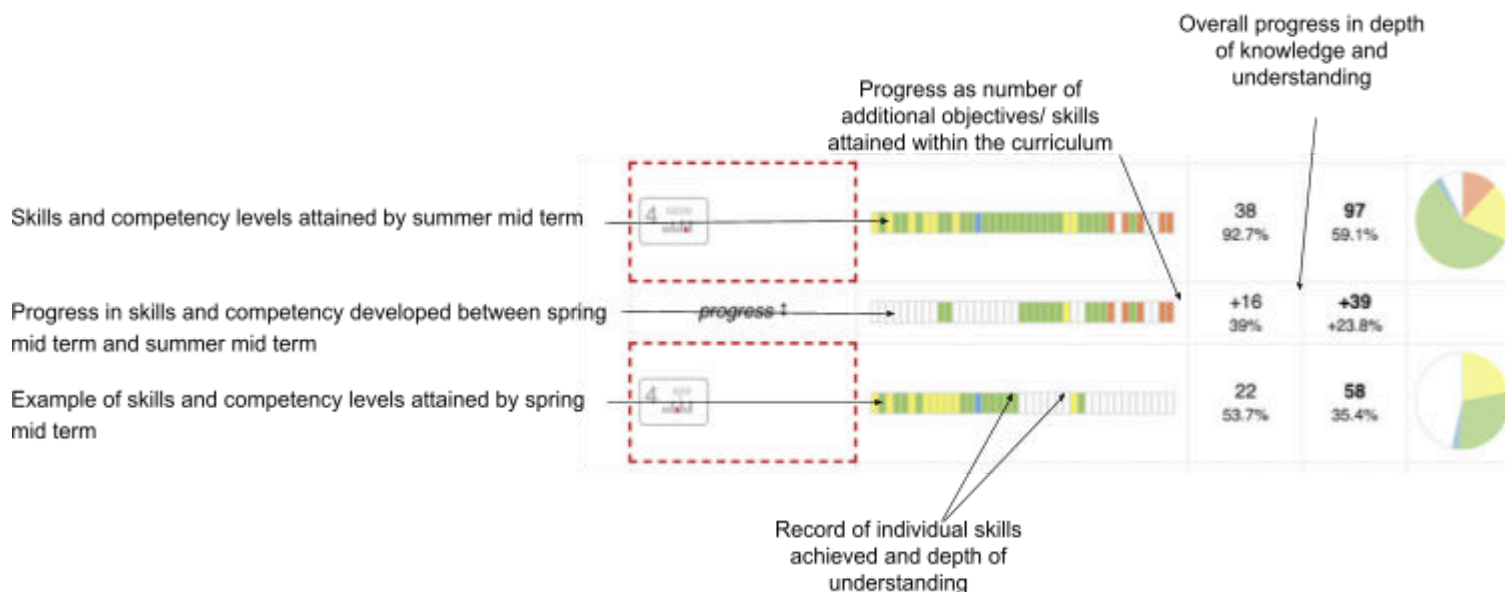 Overall progress in depth
of knowledge and
understanding
Progress as number of
additional objectives/ skills
attained within the curriculum
Skills and competency levels attained by summer mid term
4
38
97
92.7%
59.1%
Progress in skills and competency developed between spring
mid term and summer mid term
progress ↕
+16
+39
39%
+23.8%
Example of skills and competency levels attained by spring
mid term
4
22
58
53.7%
35.4%
Record of individual skills
achieved and depth of
understanding